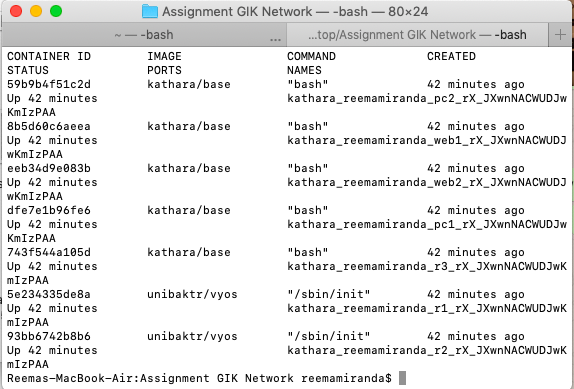 Assignment GIK Network — -bash — 80×24
~ — -bash
...top/Assignment GIK Network — -bash
CONTAINER ID IMAGE COMMAND CREATED
STATUS PORTS NAMES
59b9b4f51c2d kathara/base "bash" 42 minutes ago
Up 42 minutes kathara_reemamiranda_pc2_rX_JXwnNACWUDJw
KmIzPAA
8b5d60c6aeea kathara/base "bash" 42 minutes ago
Up 42 minutes kathara_reemamiranda_web1_rX_JXwnNACWUDJ
wKmIzPAA
eeb34d9e083b kathara/base "bash" 42 minutes ago
Up 42 minutes kathara_reemamiranda_web2_rX_JXwnNACWUDJ
wKmIzPAA
dfe7e1b96fe6 kathara/base "bash" 42 minutes ago
Up 42 minutes kathara_reemamiranda_pc1_rX_JXwnNACWUDJw
KmIzPAA
743f544a105d kathara/base "bash" 42 minutes ago
Up 42 minutes kathara_reemamiranda_r3_rX_JXwnNACWUDJwK
mIzPAA
5e234335de8a unibaktr/vyos "/sbin/init" 42 minutes ago
Up 42 minutes kathara_reemamiranda_r1_rX_JXwnNACWUDJwK
mIzPAA
93bb6742b8b6 unibaktr/vyos "/sbin/init" 42 minutes ago
Up 42 minutes kathara_reemamiranda_r2_rX_JXwnNACWUDJwK
mIzPAA
Reemas-MacBook-Air:Assignment GIK Network reemamiranda$